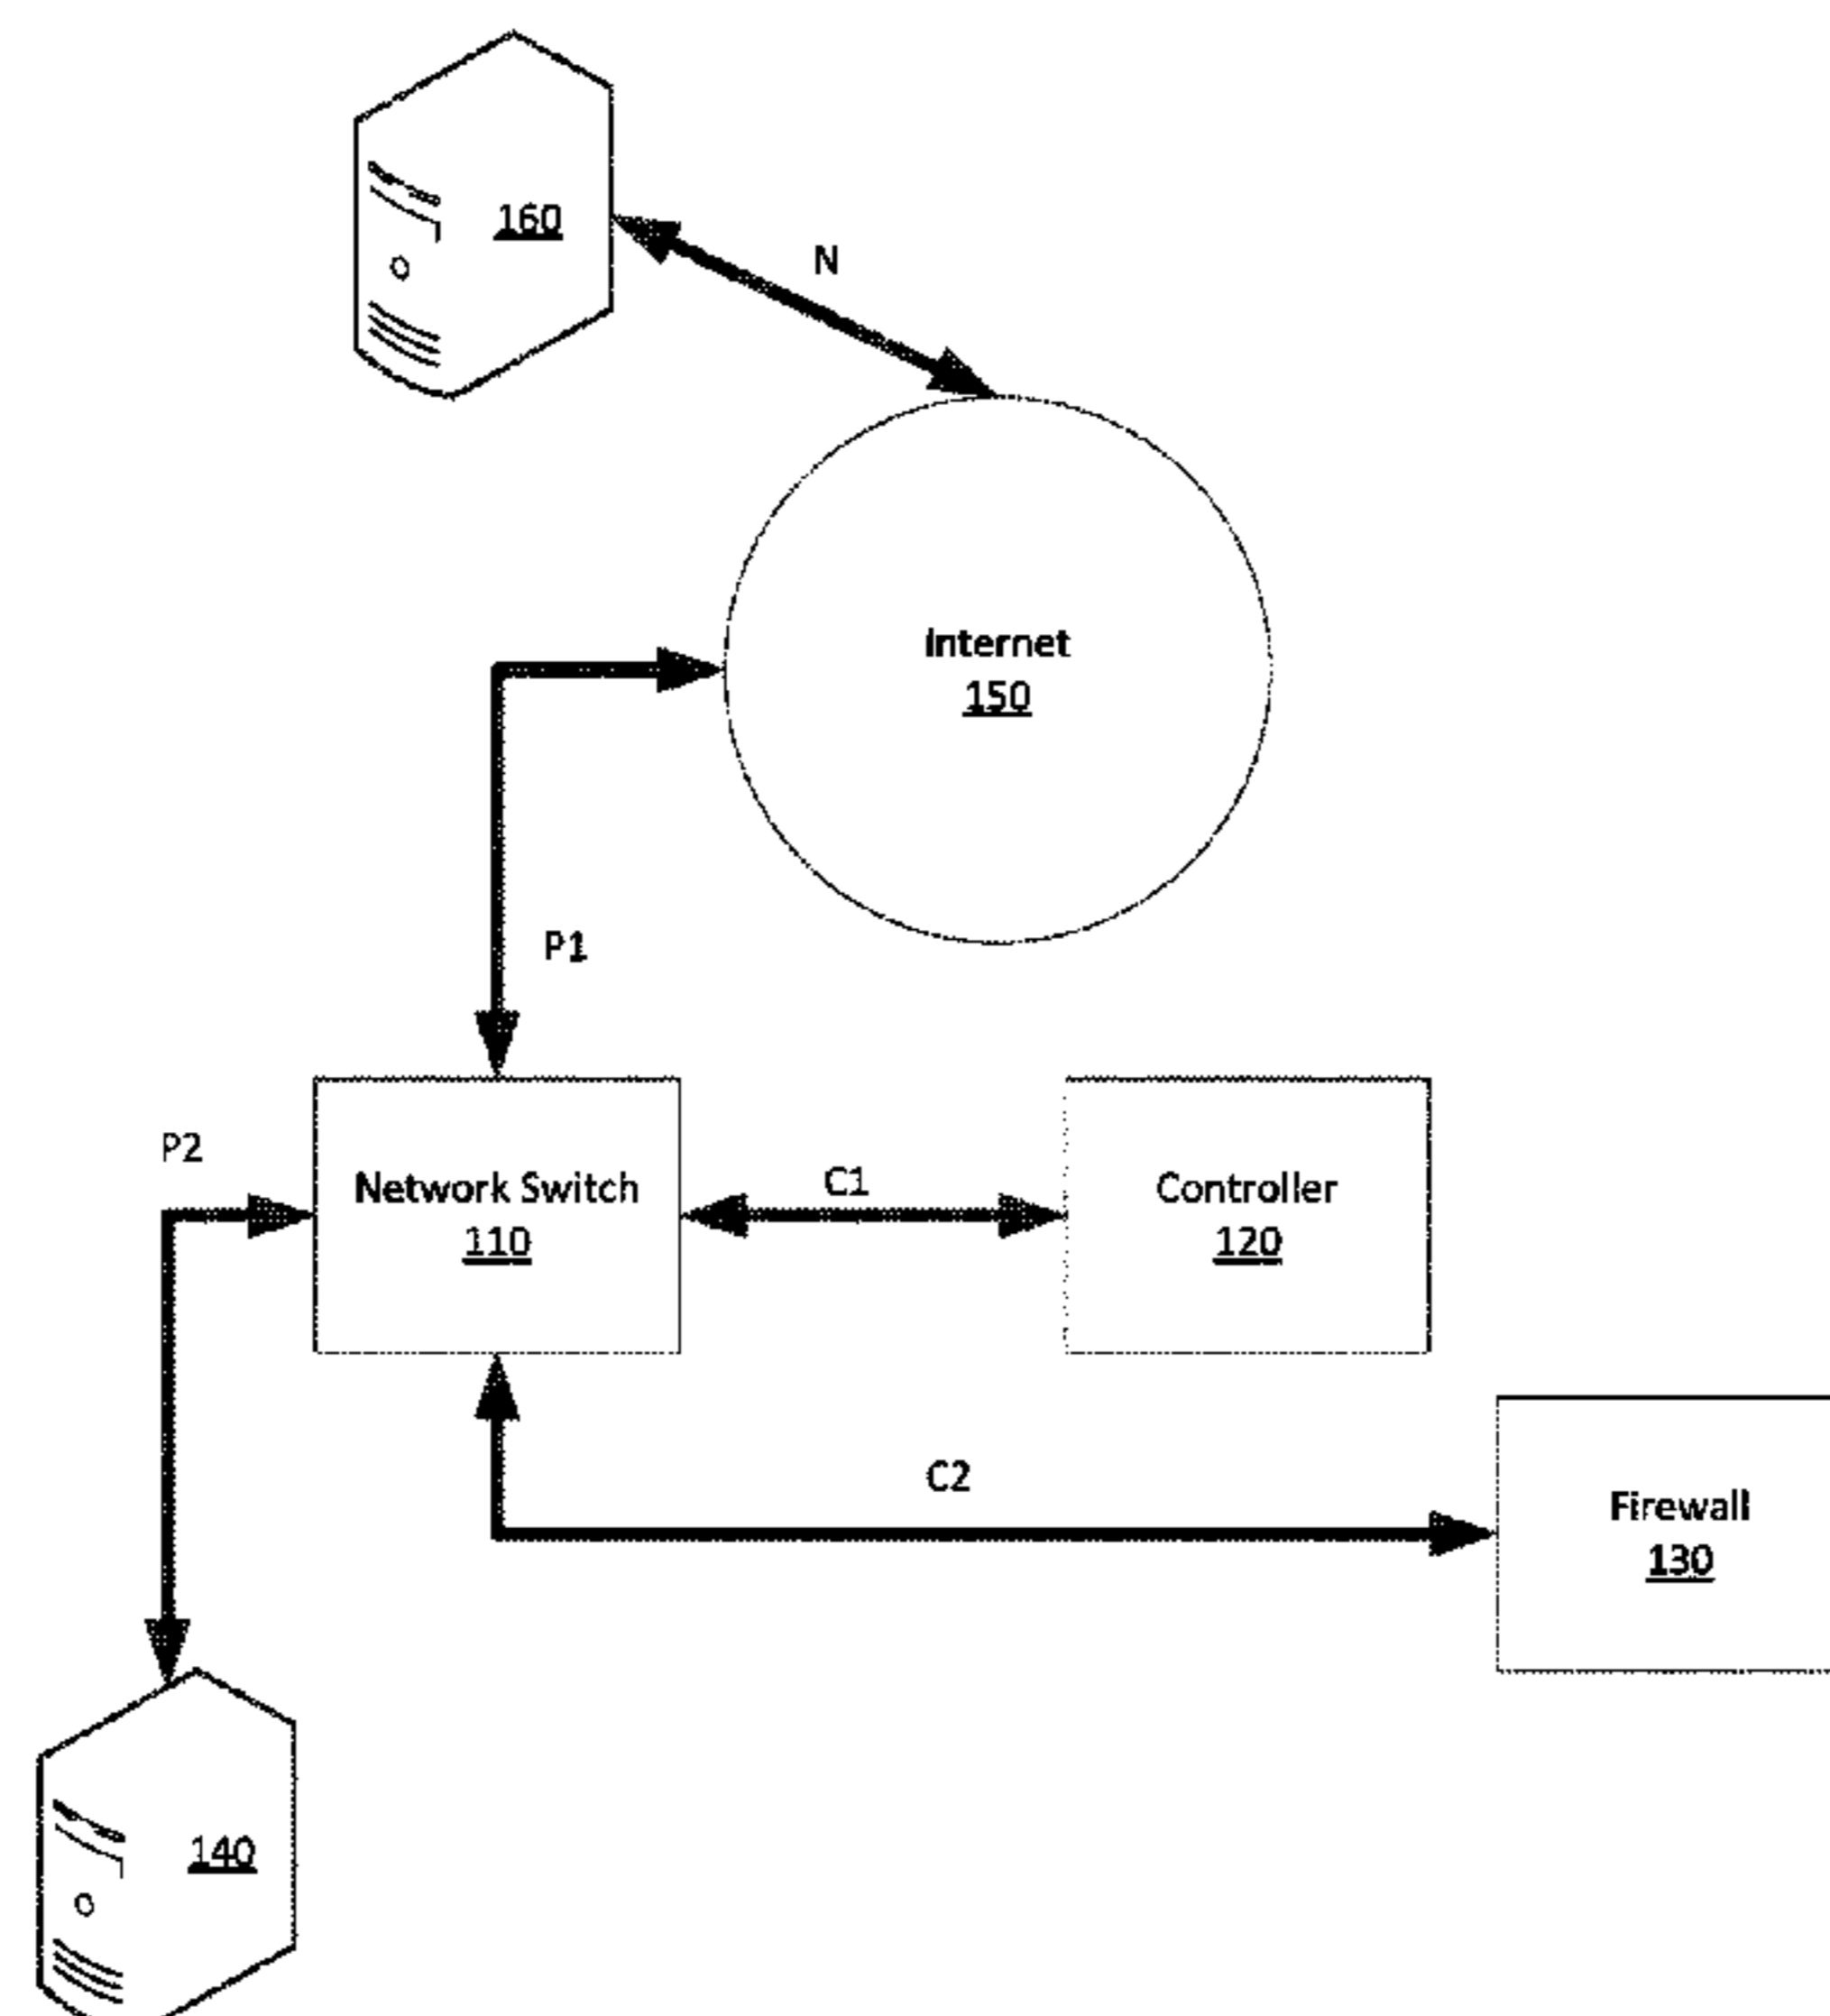 160
N
Internet
150
P1
P2
Network Switch
110
C1
Controller
120
C2
Firewall
130
140